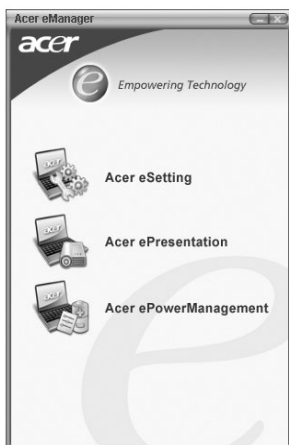 Acer eManager
acer
e Empowering Technology
Acer eSetting
Acer ePresentation
Acer ePowerManagement